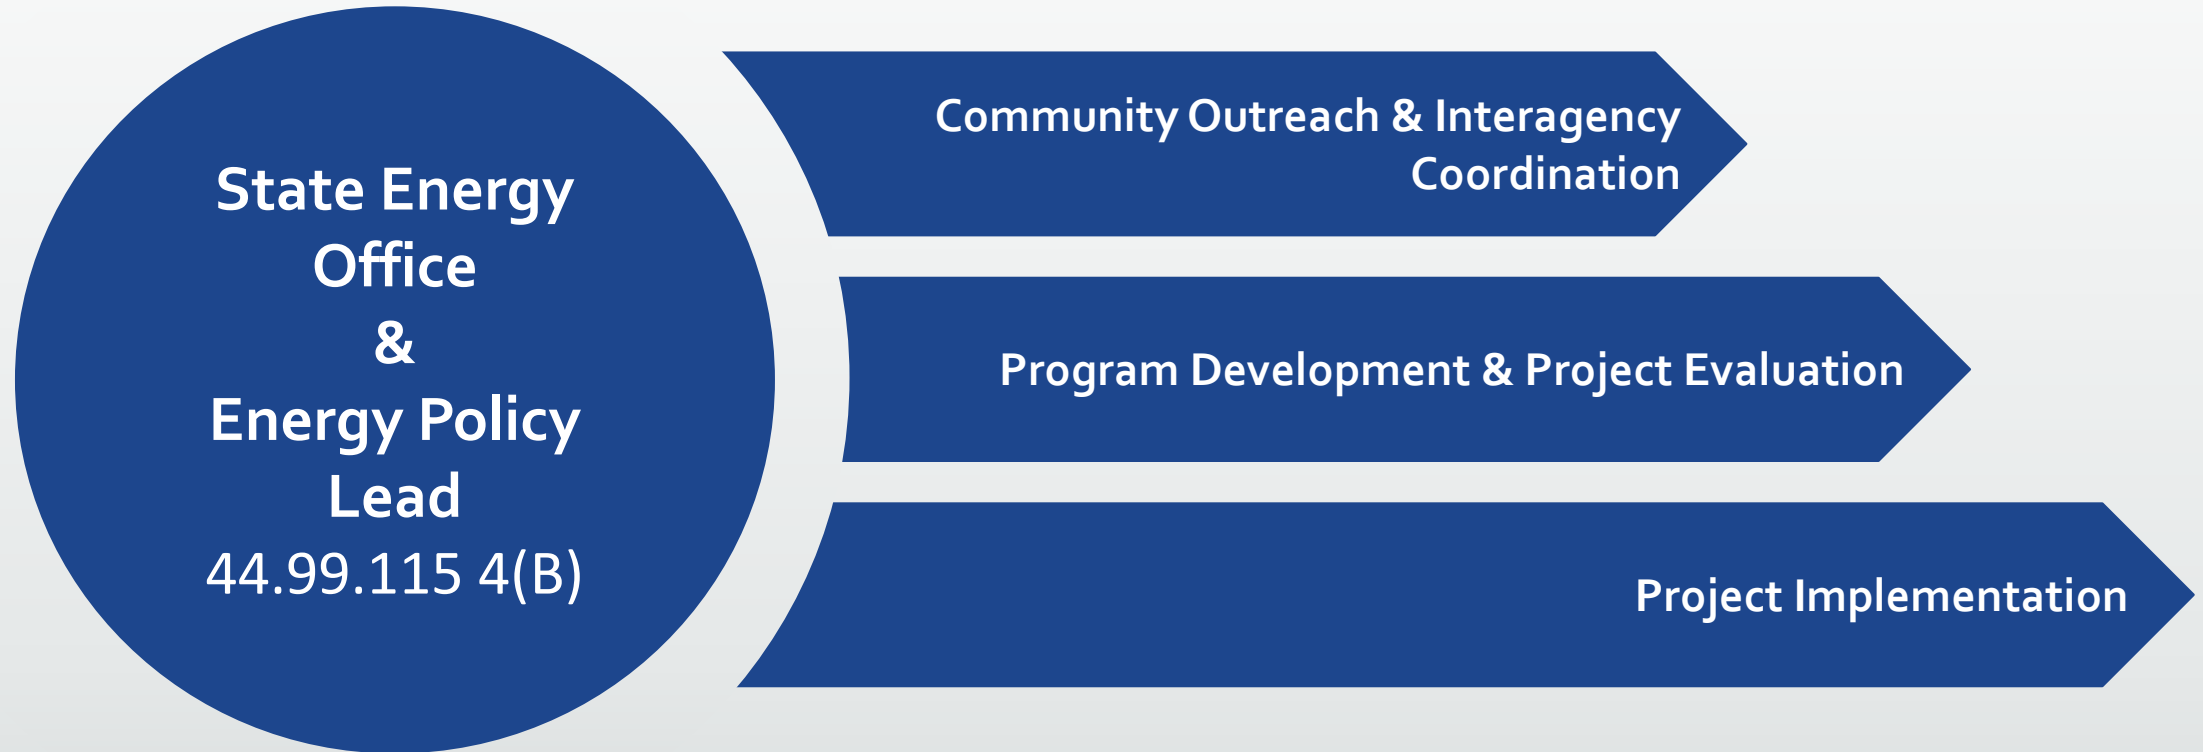 State Energy
Office
&
Energy Policy
Lead
44.99.115 4(B)
Community Outreach & Interagency
Coordination
Program Development & Project Evaluation
Project Implementation